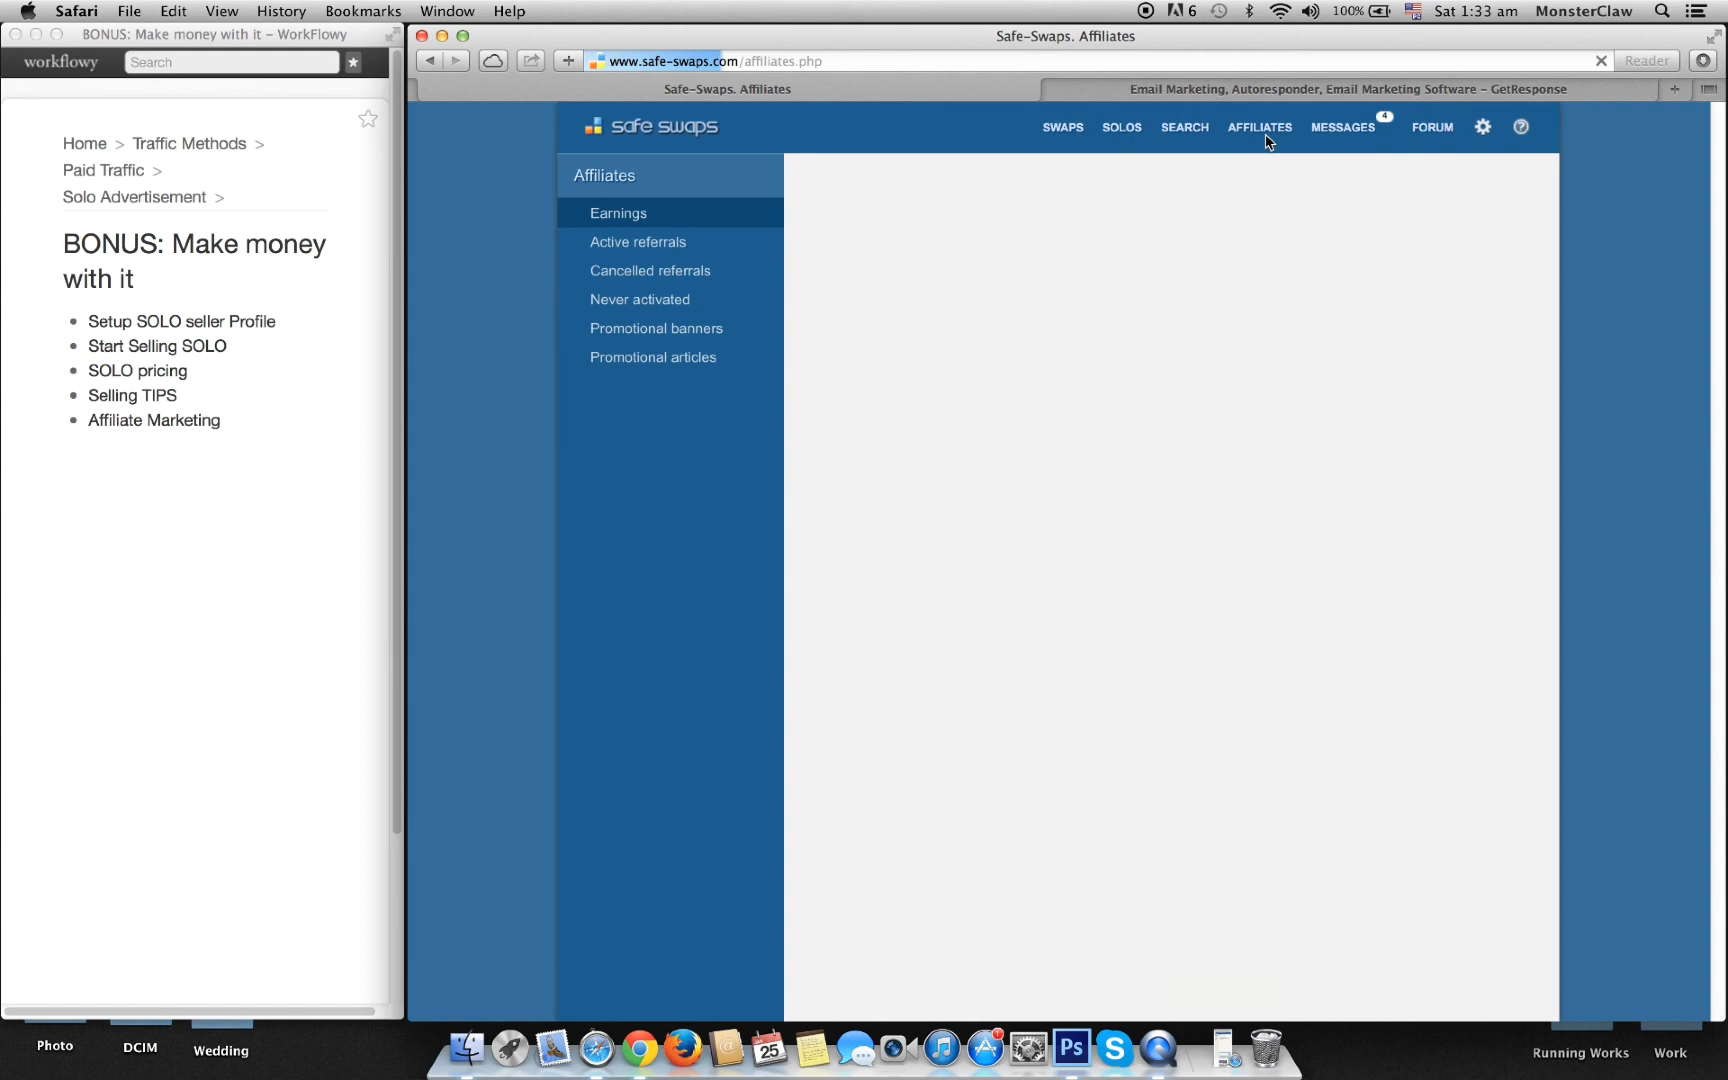 Safari File Edit View History Bookmarks Window Help
6 100% Sat 1:33 am MonsterClaw
BONUS: Make money with it – WorkFlowy
workflowy Search
Home > Traffic Methods >
Paid Traffic >
Solo Advertisement >
BONUS: Make money
with it
• Setup SOLO seller Profile
• Start Selling SOLO
• SOLO pricing
• Selling TIPS
• Affiliate Marketing
Safe-Swaps. Affiliates
www.safe-swaps.com/affiliates.php Reader
Safe-Swaps. Affiliates
Email Marketing, Autoresponder, Email Marketing Software – GetResponse
safe swaps
SWAPS SOLOS SEARCH AFFILIATES MESSAGES 4 FORUM
Affiliates
Earnings
Active referrals
Cancelled referrals
Never activated
Promotional banners
Promotional articles
Photo
DCIM
Wedding
25
Ps
1
Running Works
Work